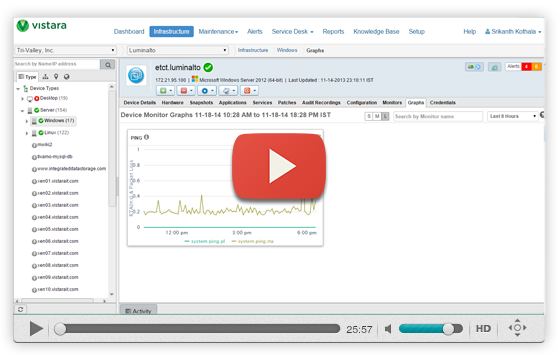 vistara
Dashboard Infrastructure Maintenance Alerts Service Desk Reports Knowledge Base Setup Help Srikanth Kothala
Tri-Valley, Inc. Luminalto Infrastructure Windows Graphs
Search by Name/IP address
Type
Device Types
Desktop (19)
Server (154)
Windows (17)
Linux (122)
moiki2
thvamo-mysql-db
www.integrateddatastorage.com
ven01.vistarait.com
ven02.vistarait.com
ven03.vistarait.com
ven04.vistarait.com
ven05.vistarait.com
ven06.vistarait.com
ven07.vistarait.com
ven08.vistarait.com
ven09.vistarait.com
ven10.vistarait.com
etct.luminalto
172.21.95.100 | Microsoft Windows Server 2012 (64-bit) | Last Updated : 11-14-2013 23:10:11 IST
Alerts 4 0
Device Details Hardware Snapshots Applications Services Patches Audit Recordings Configuration Monitors Graphs Credentials
Device Monitor Graphs 11-18-14 10:28 AM to 11-18-14 18:28 PM IST
S M L
Search by Monitor name
Last 8 Hours
PING
1
0.8
0.6
0.4
0.2
0
12:00 pm 3:00 pm 6:00 pm
system.ping.pl system.ping.rta
Activity
25:57 HD